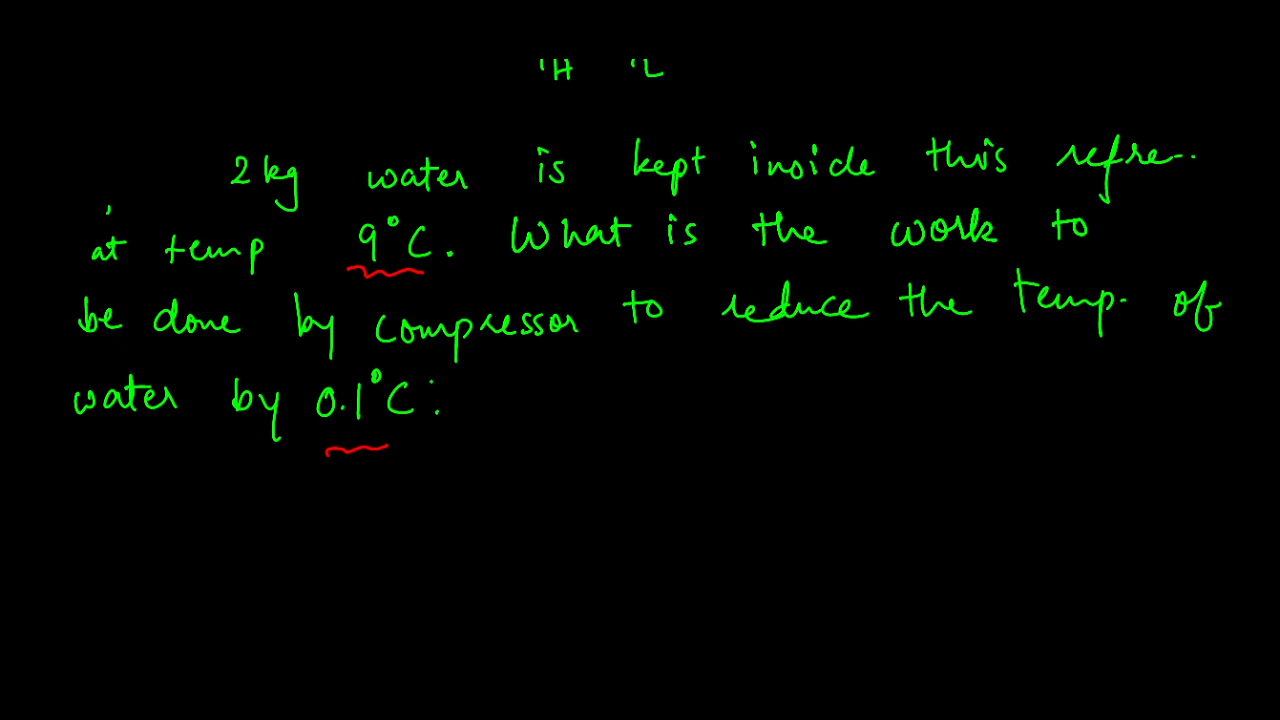 H L
2 kg water is kept inside this refre--
at temp 9°C. What is the work to
be done by compressor to reduce the temp. of
water by 0.1°C :